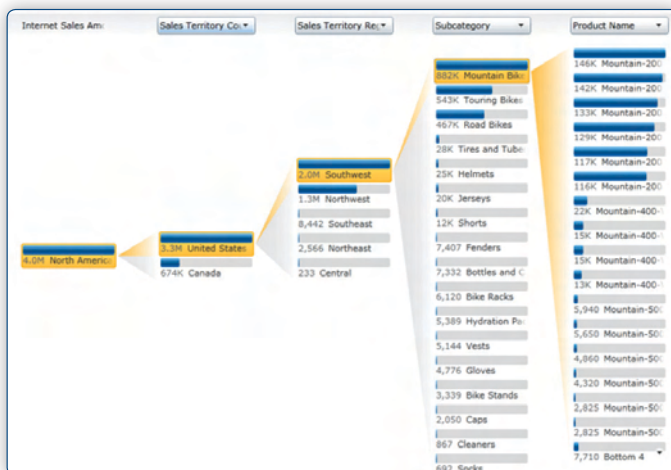 Internet Sales Am
Sales Territory Co
Sales Territory Re
Subcategory
Product Name
4.0M North America
3.3M United States
674K Canada
2.0M Southwest
1.3M Northwest
8,442 Southeast
2,566 Northeast
233 Central
882K Mountain Bike
543K Touring Bikes
467K Road Bikes
28K Tires and Tube
25K Helmets
20K Jerseys
12K Shorts
7,407 Fenders
7,332 Bottles and C
6,120 Bike Racks
5,389 Hydration Pa
5,144 Vests
4,776 Gloves
3,339 Bike Stands
2,050 Caps
867 Cleaners
692 Socks
146K Mountain-200
142K Mountain-200
133K Mountain-200
129K Mountain-200
117K Mountain-200
116K Mountain-200
22K Mountain-400-
15K Mountain-400-
15K Mountain-400-
13K Mountain-400-
5,940 Mountain-500
5,650 Mountain-500
4,860 Mountain-500
4,320 Mountain-500
2,825 Mountain-500
2,825 Mountain-500
7,710 Bottom 4